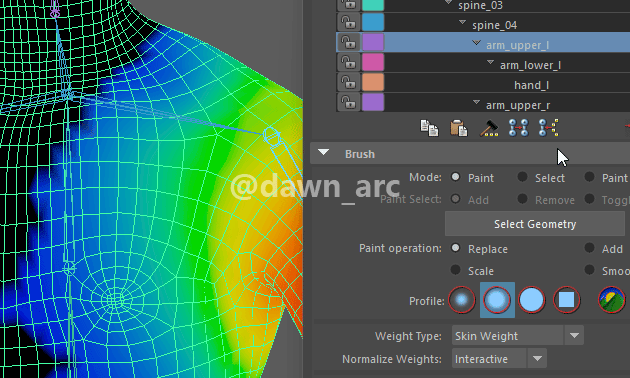 spine_03
spine_04
arm_upper_l
arm_lower_l
hand_l
arm_upper_r
Brush
Mode: Paint Select Paint
Paint Select: Add Remove Toggl
@dawn_arc
Select Geometry
Paint operation: Replace Add
Scale Smoo
Profile:
Weight Type: Skin Weight
Normalize Weights: Interactive